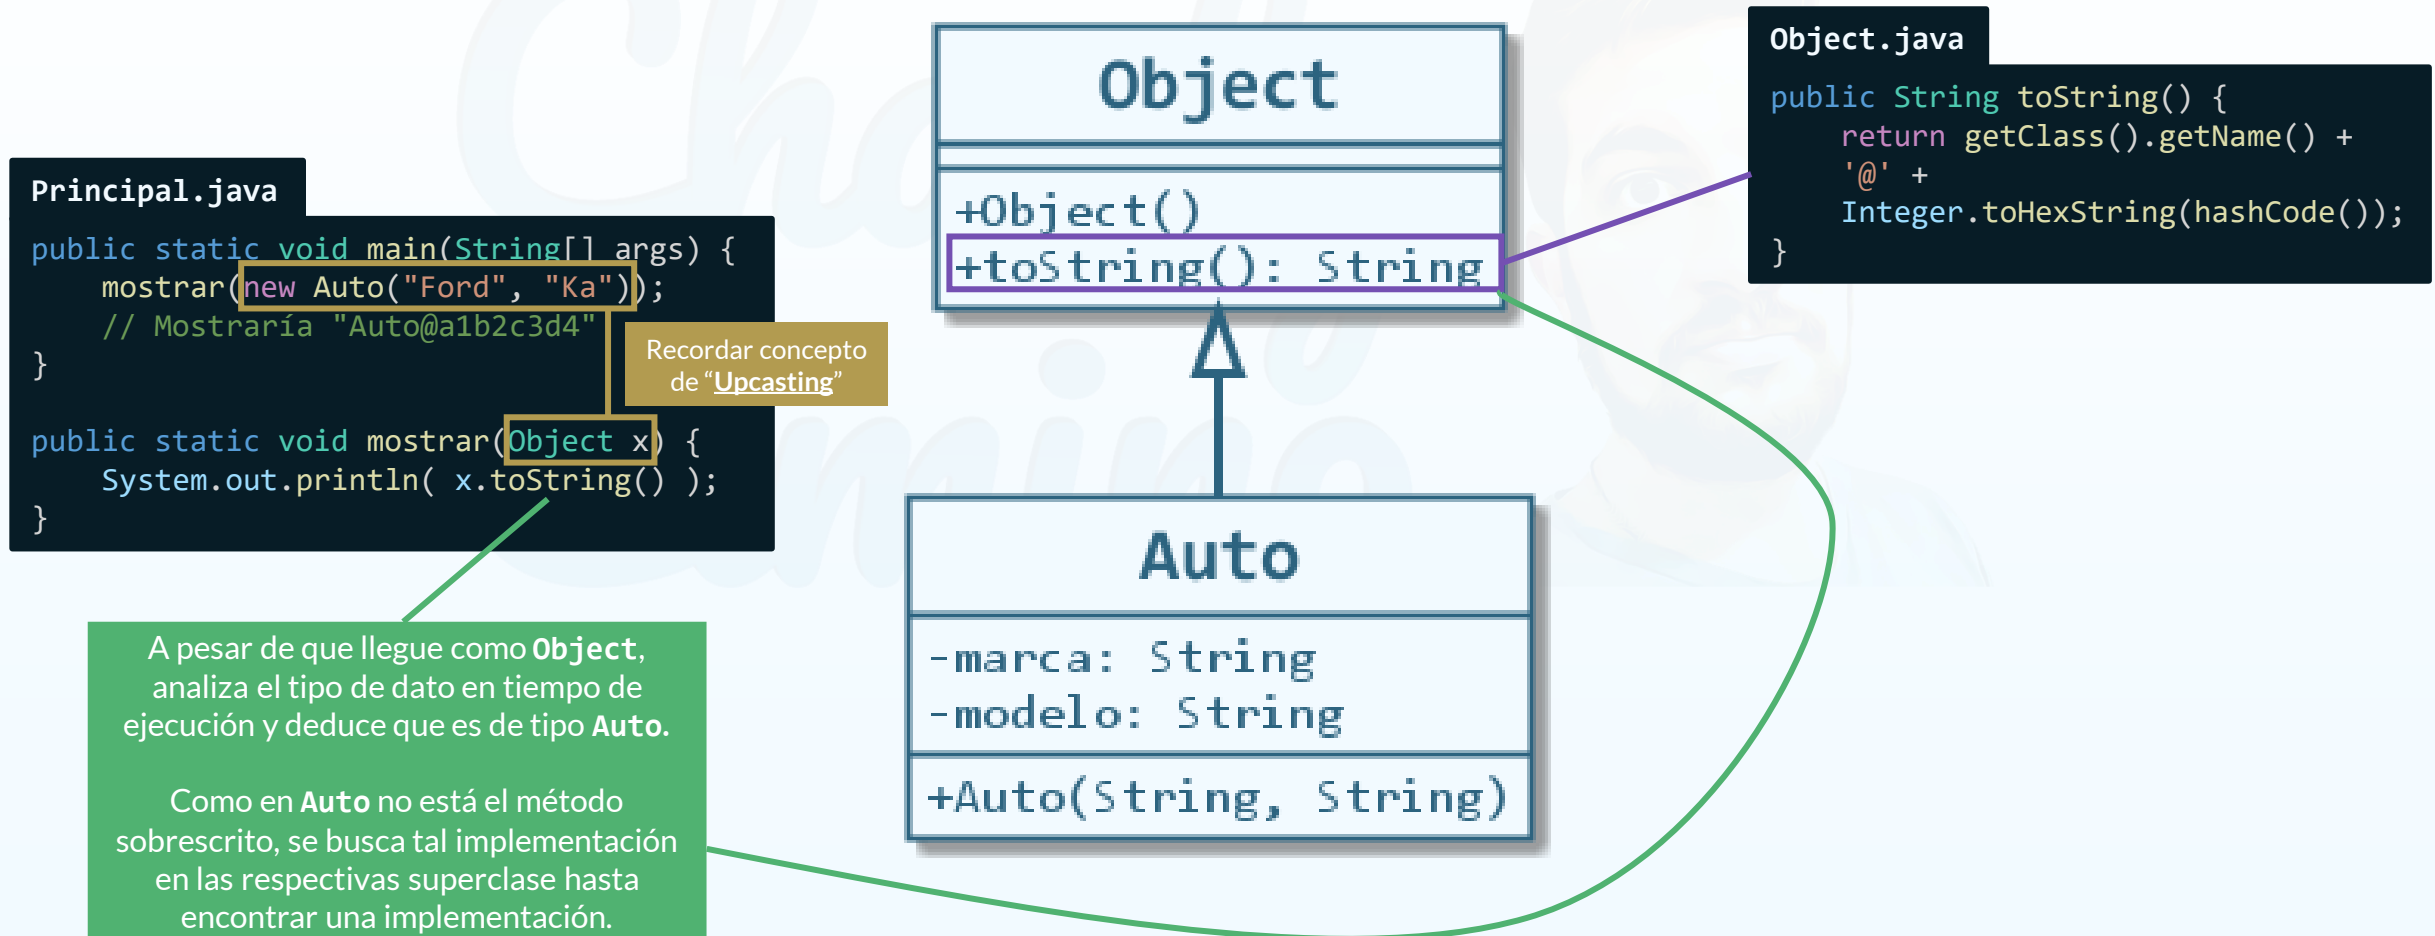 Principal.java
public static void main(String[] args) {
mostrar(new Auto("Ford", "Ka"));
// Mostraría "Auto@a1b2c3d4"
}
public static void mostrar(Object x) {
System.out.println( x.toString() );
}
Recordar concepto
de “Upcasting”
A pesar de que llegue como Object,
analiza el tipo de dato en tiempo de
ejecución y deduce que es de tipo Auto.
Como en Auto no está el método
sobrescrito, se busca tal implementación
en las respectivas superclase hasta
encontrar una implementación.
Object
+Object()
+toString(): String
Auto
-marca: String
-modelo: String
+Auto(String, String)
Object.java
public String toString() {
return getClass().getName() +
'@' +
Integer.toHexString(hashCode());
}